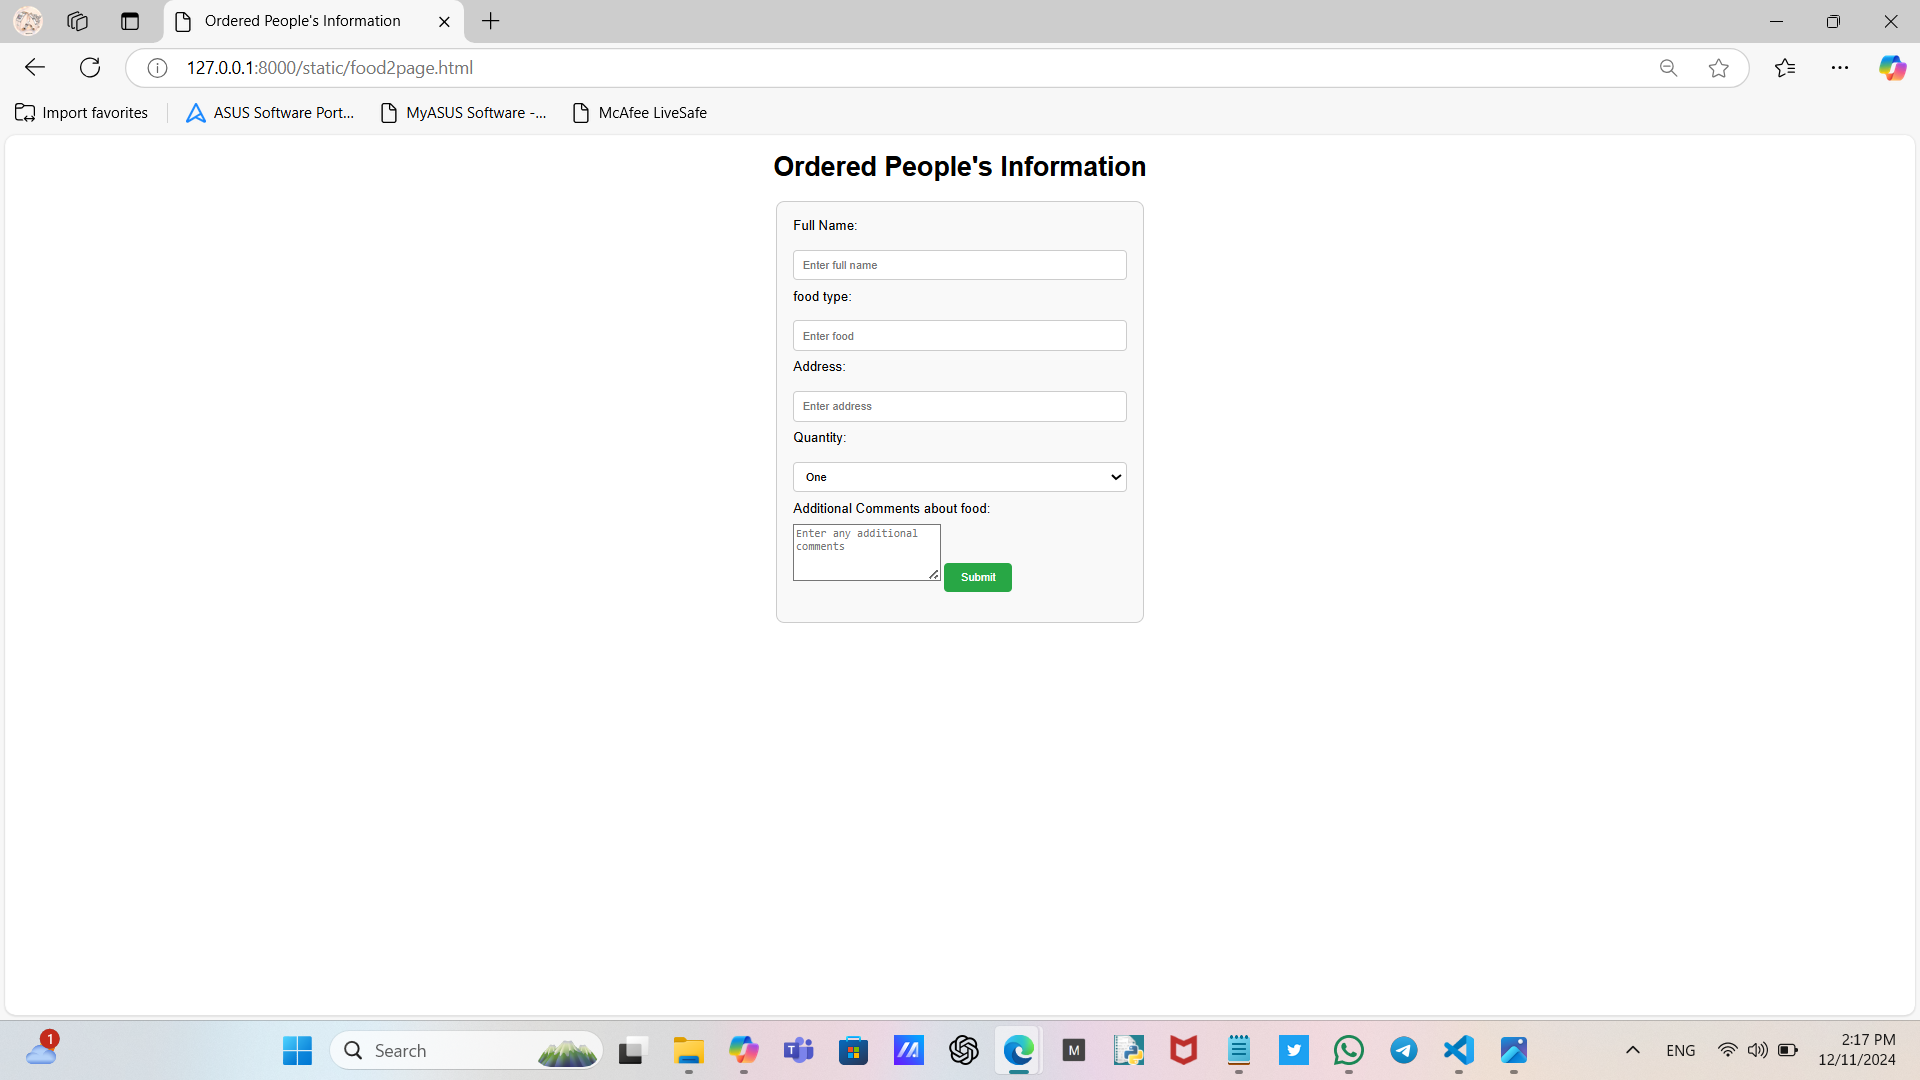 Ordered People's Information
127.0.0.1:8000/static/food2page.html
Import favorites
ASUS Software Port...
MyASUS Software -...
McAfee LiveSafe
Ordered People's Information
Full Name:
Enter full name
food type:
Enter food
Address:
Enter address
Quantity:
One
Additional Comments about food:
Enter any additional
comments
Submit
1
Search
M
ENG
2:17 PM
12/11/2024